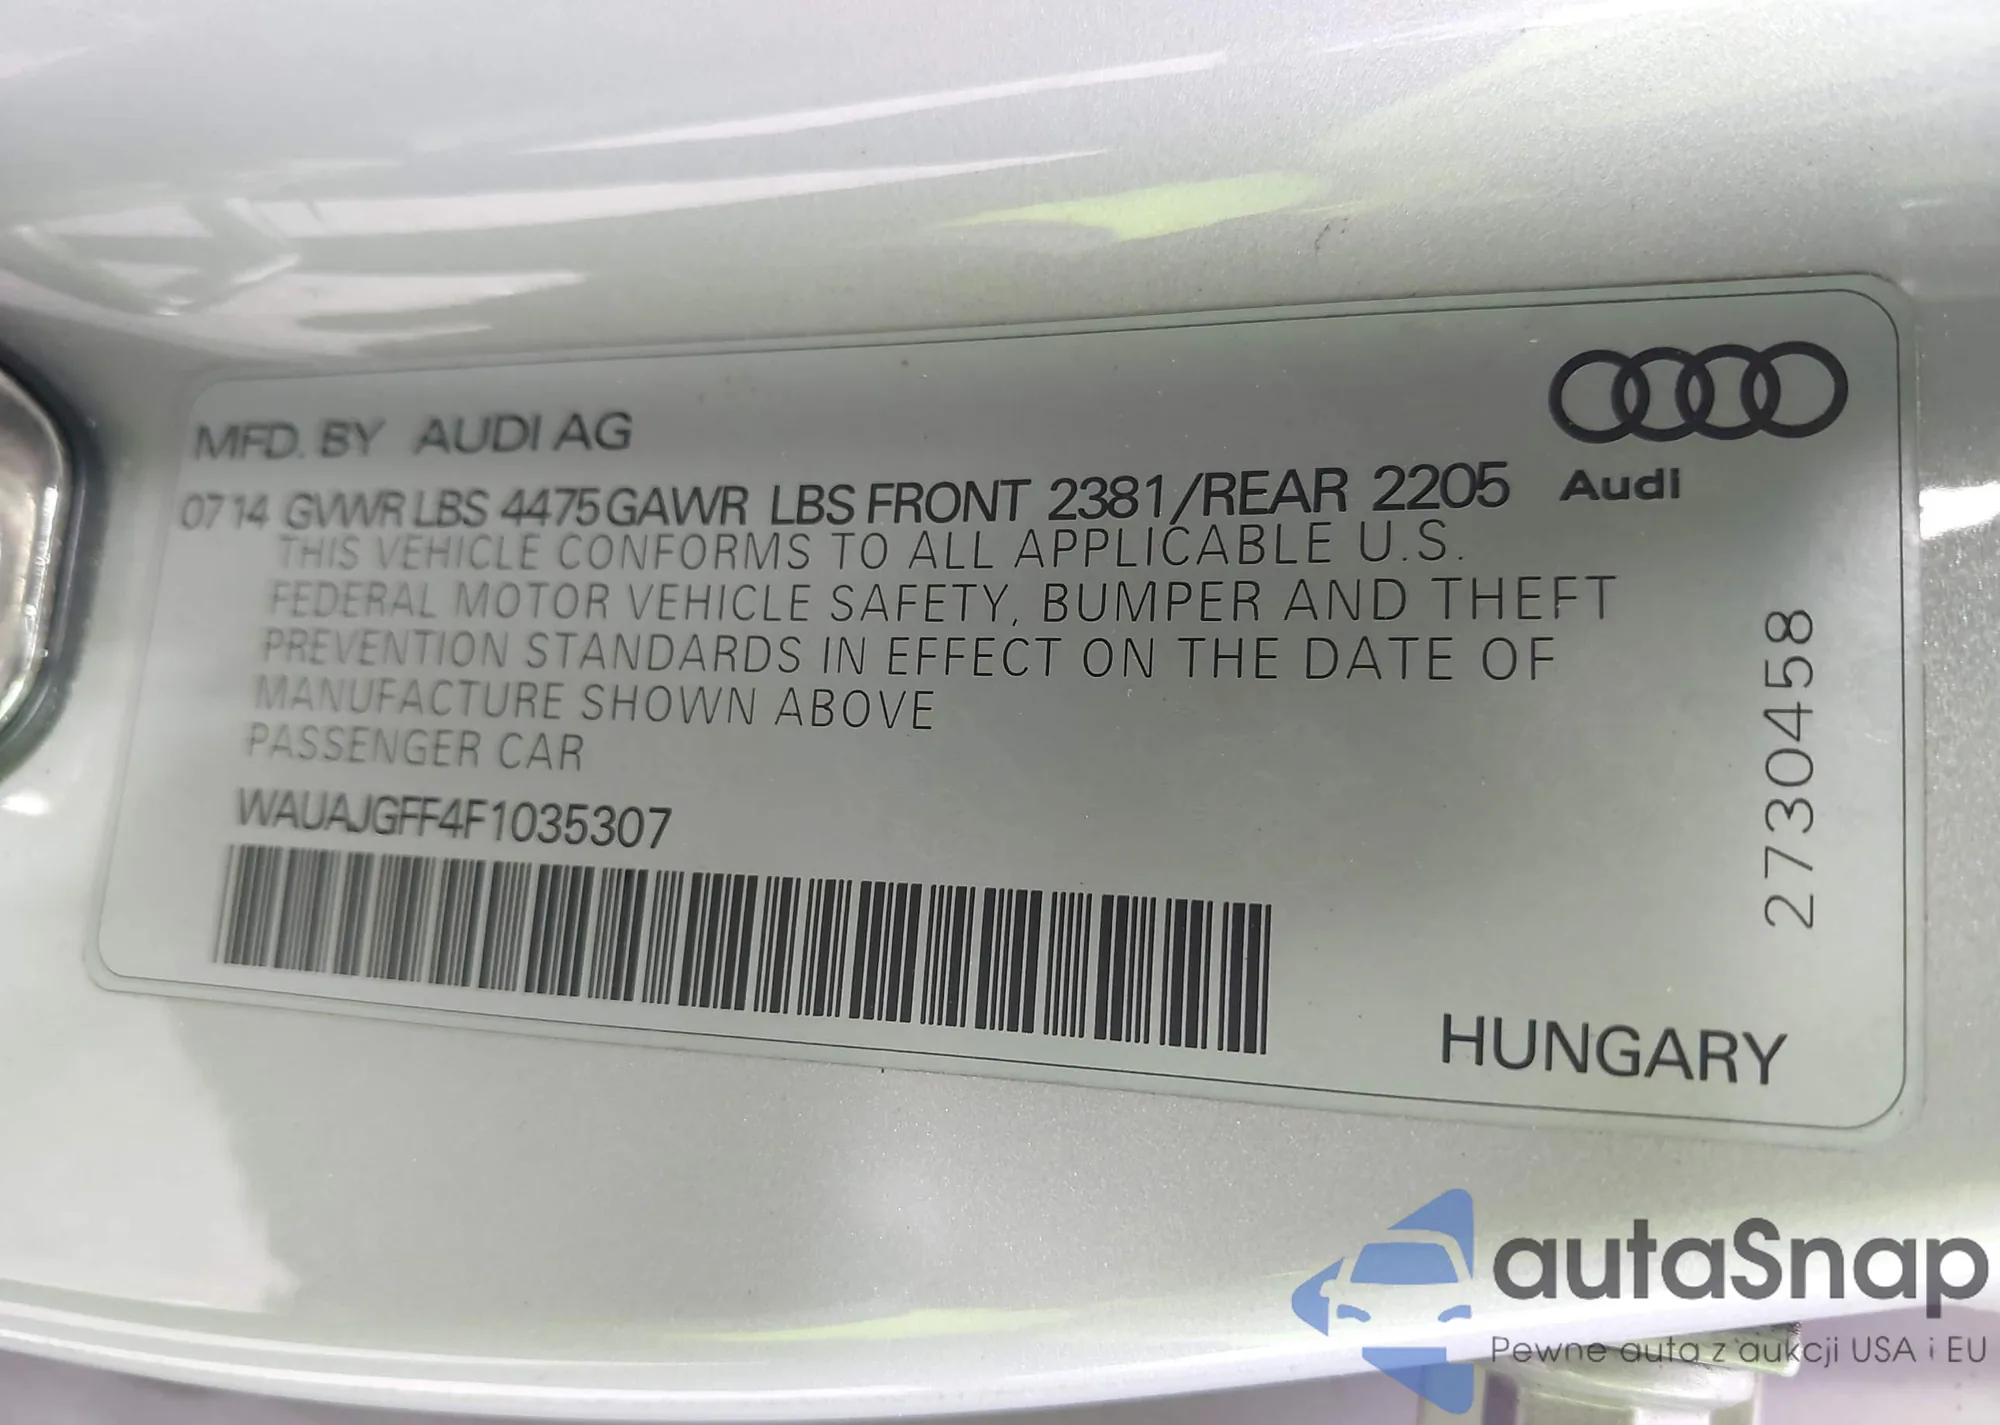 MFD. BY AUDI AG
0714 GVWR LBS 4475 GAWR LBS FRONT 2381/REAR 2205
Audi
THIS VEHICLE CONFORMS TO ALL APPLICABLE U.S.
FEDERAL MOTOR VEHICLE SAFETY, BUMPER AND THEFT
PREVENTION STANDARDS IN EFFECT ON THE DATE OF
MANUFACTURE SHOWN ABOVE
PASSENGER CAR
WAUAJGFF4F1035307
2730458
HUNGARY
autaSnap
Pewne auta z aukcji USA i EU